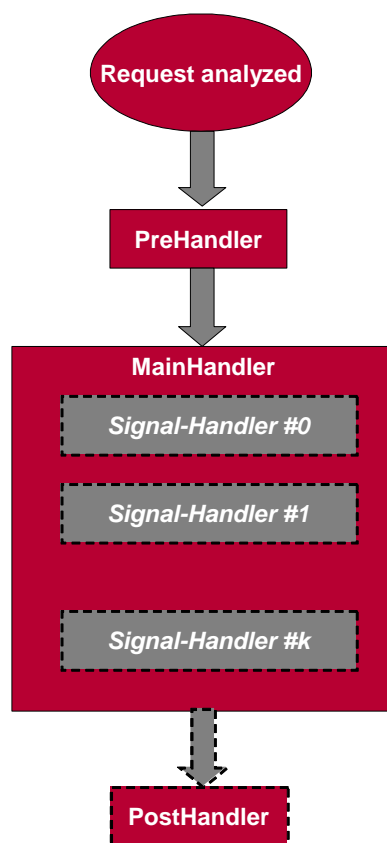 Request analyzed
PreHandler
MainHandler
Signal-Handler #0
Signal-Handler #1
Signal-Handler #k
PostHandler